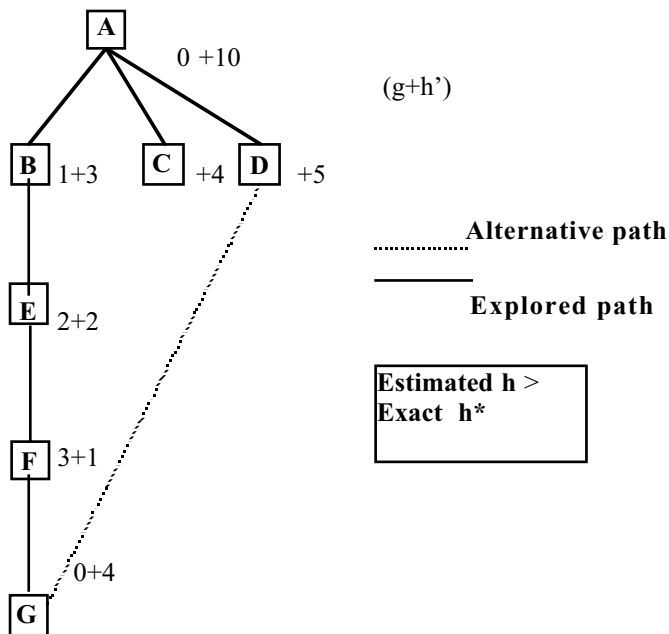 A
0 +10
(g+h’)
B
1+3
C
+4
D
+5
Alternative path
Explored path
E
2+2
Estimated h >
Exact h*
F
3+1
0+4
G